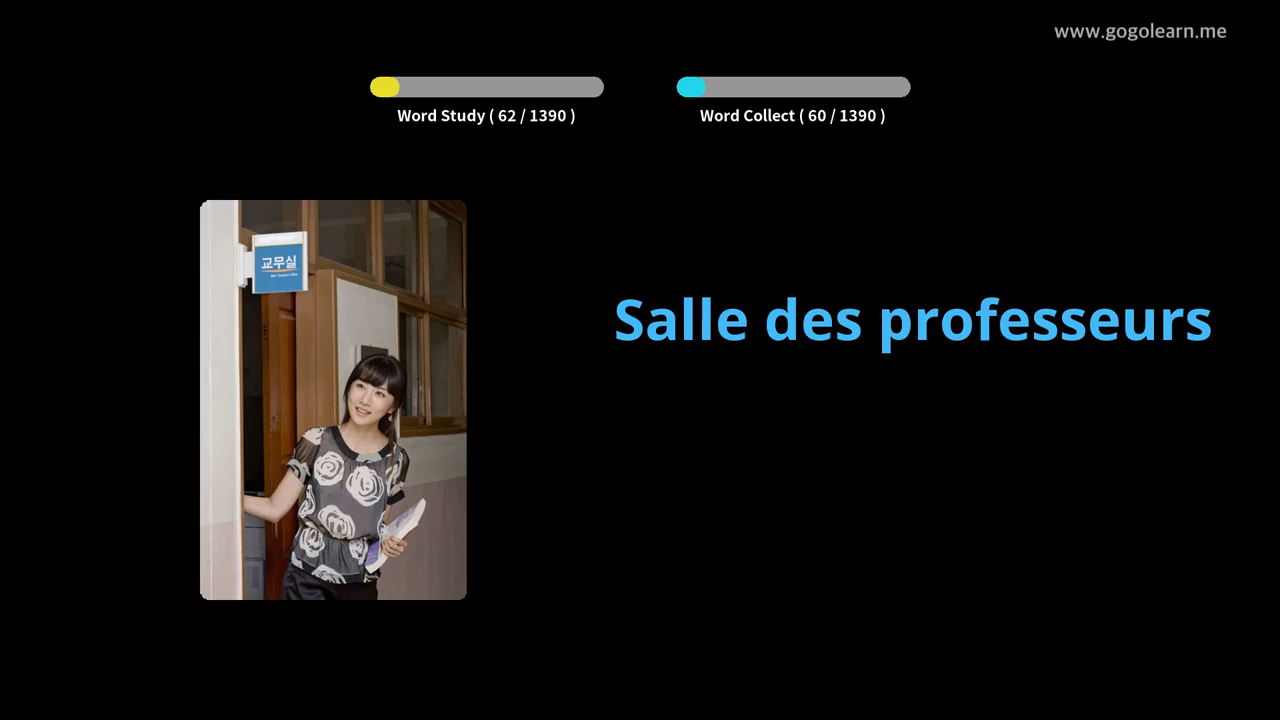 www.gogolearn.me
Word Study ( 62 / 1390 )
Word Collect ( 60 / 1390 )
교무실
Salle des professeurs